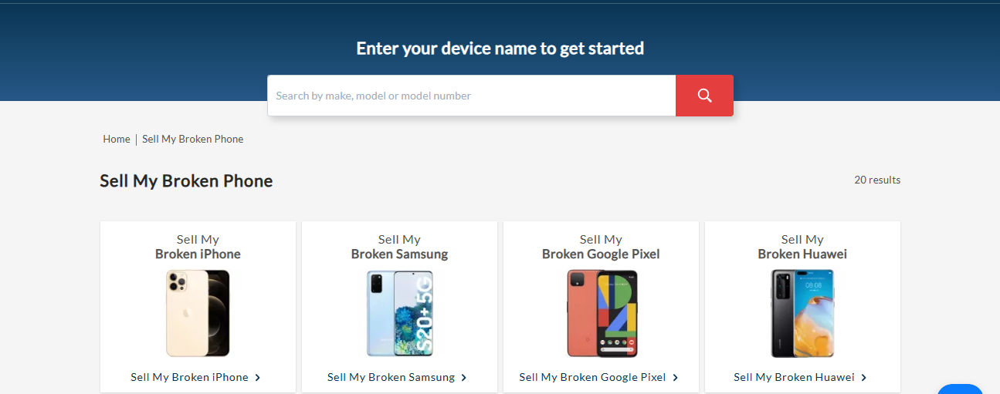 Enter your device name to get started
Search by make, model or model number
Home | Sell My Broken Phone
Sell My Broken Phone
20 results
Sell My
Broken iPhone
Sell My Broken iPhone
Sell My
Broken Samsung
S20+ 5G
Sell My Broken Samsung
Sell My
Broken Google Pixel
Sell My Broken Google Pixel
Sell My
Broken Huawei
08:08
Sell My Broken Huawei